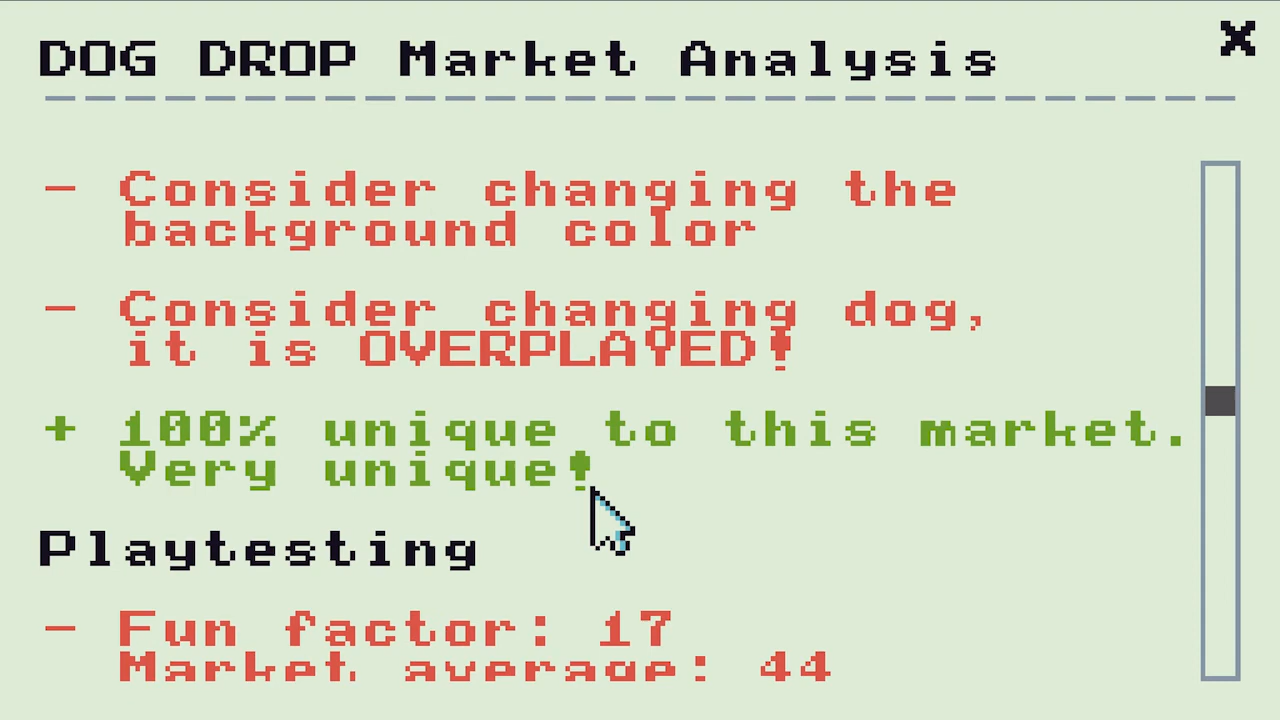 DOG DROP Market Analysis
x
- Consider changing the
background color
- Consider changing dog,
it is OVERPLAYED!
+ 100% unique to this market.
Very unique!
Playtesting
- Fun factor: 17
Market average: 44